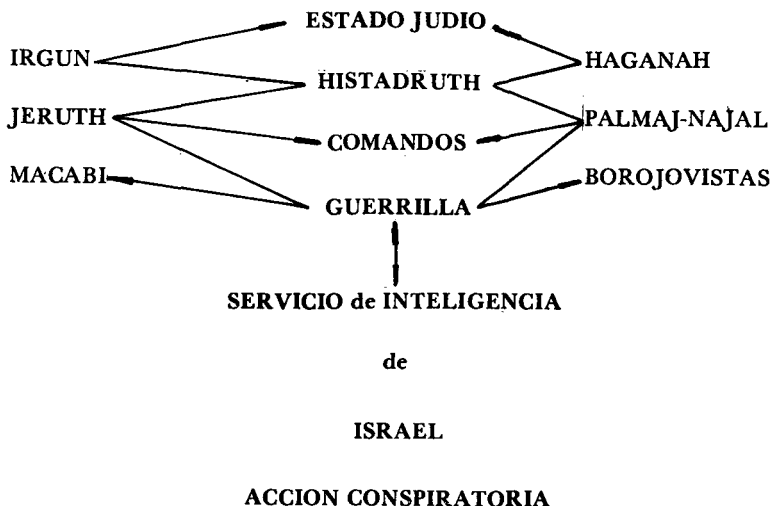 ESTADO JUDIO
IRGUN
HAGANAH
HISTADRUTH
JERUTH
PALMAJ-NAJAL
COMANDOS
MACABI
BOROJOVISTAS
GUERRILLA
SERVICIO de INTELIGENCIA
de
ISRAEL
ACCION CONSPIRATORIA